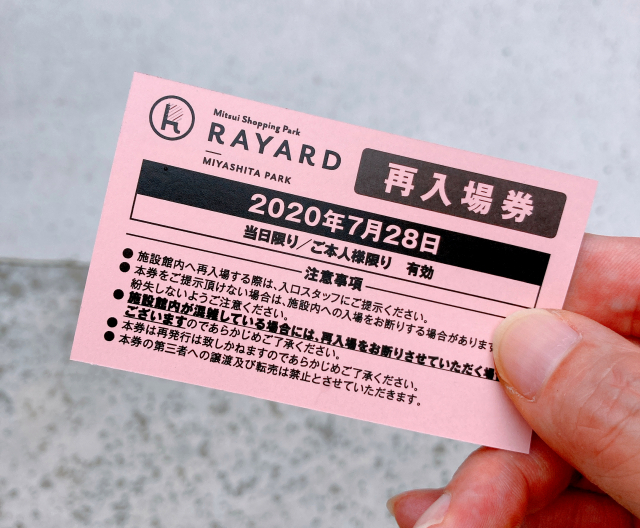 Mitsui Shopping Park
RAYARD
MIYASHITA PARK
再入場券
2020年7月28日
当日限り／ご本人様限り 有効
注意事項
● 施設館内へ再入場する際は、入口スタッフにご提示ください。
● 本券をご提示頂けない場合は、施設内への入場をお断りする場合があります
紛失しないようご注意ください。
● 施設館内が混雑している場合には、再入場をお断りさせていただく場
ございますのであらかじめご了承ください。
● 本券は再発行は致しかねますのであらかじめご了承ください。
● 本券の第三者への譲渡及び転売は禁止とさせていただきます。